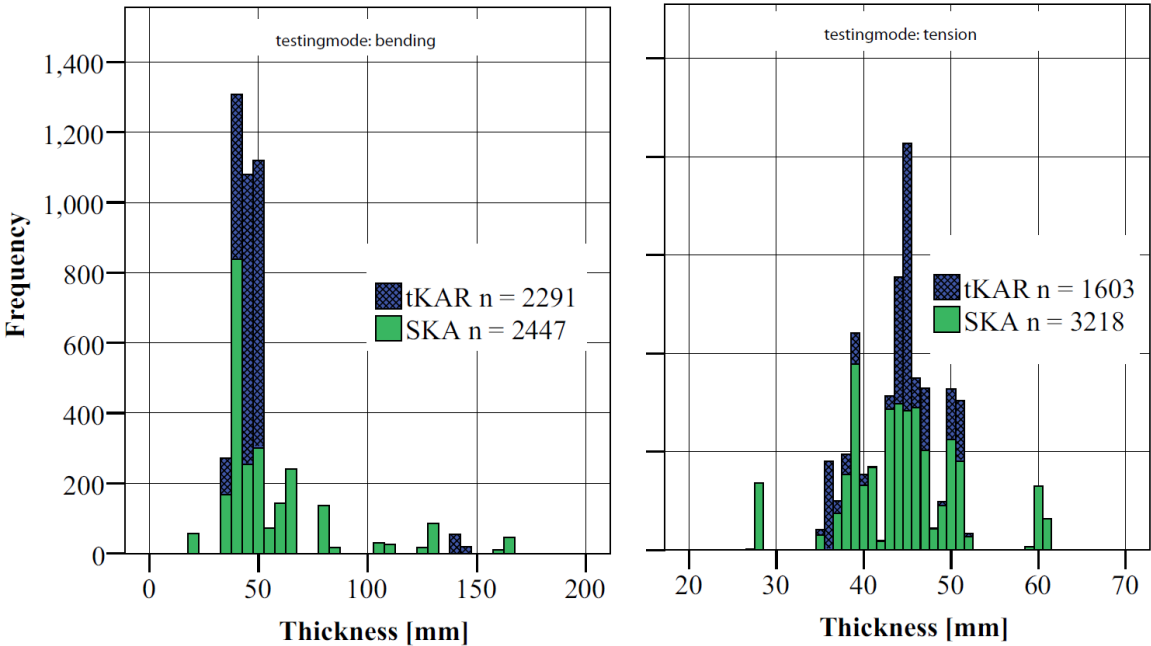 testingmode: bending
Frequency
1,400
1,200
1,000
800
600
400
200
0
tKAR n = 2291
SKA n = 2447
0 50 100 150 200
Thickness [mm]
testingmode: tension
tKAR n = 1603
SKA n = 3218
20 30 40 50 60 70
Thickness [mm]